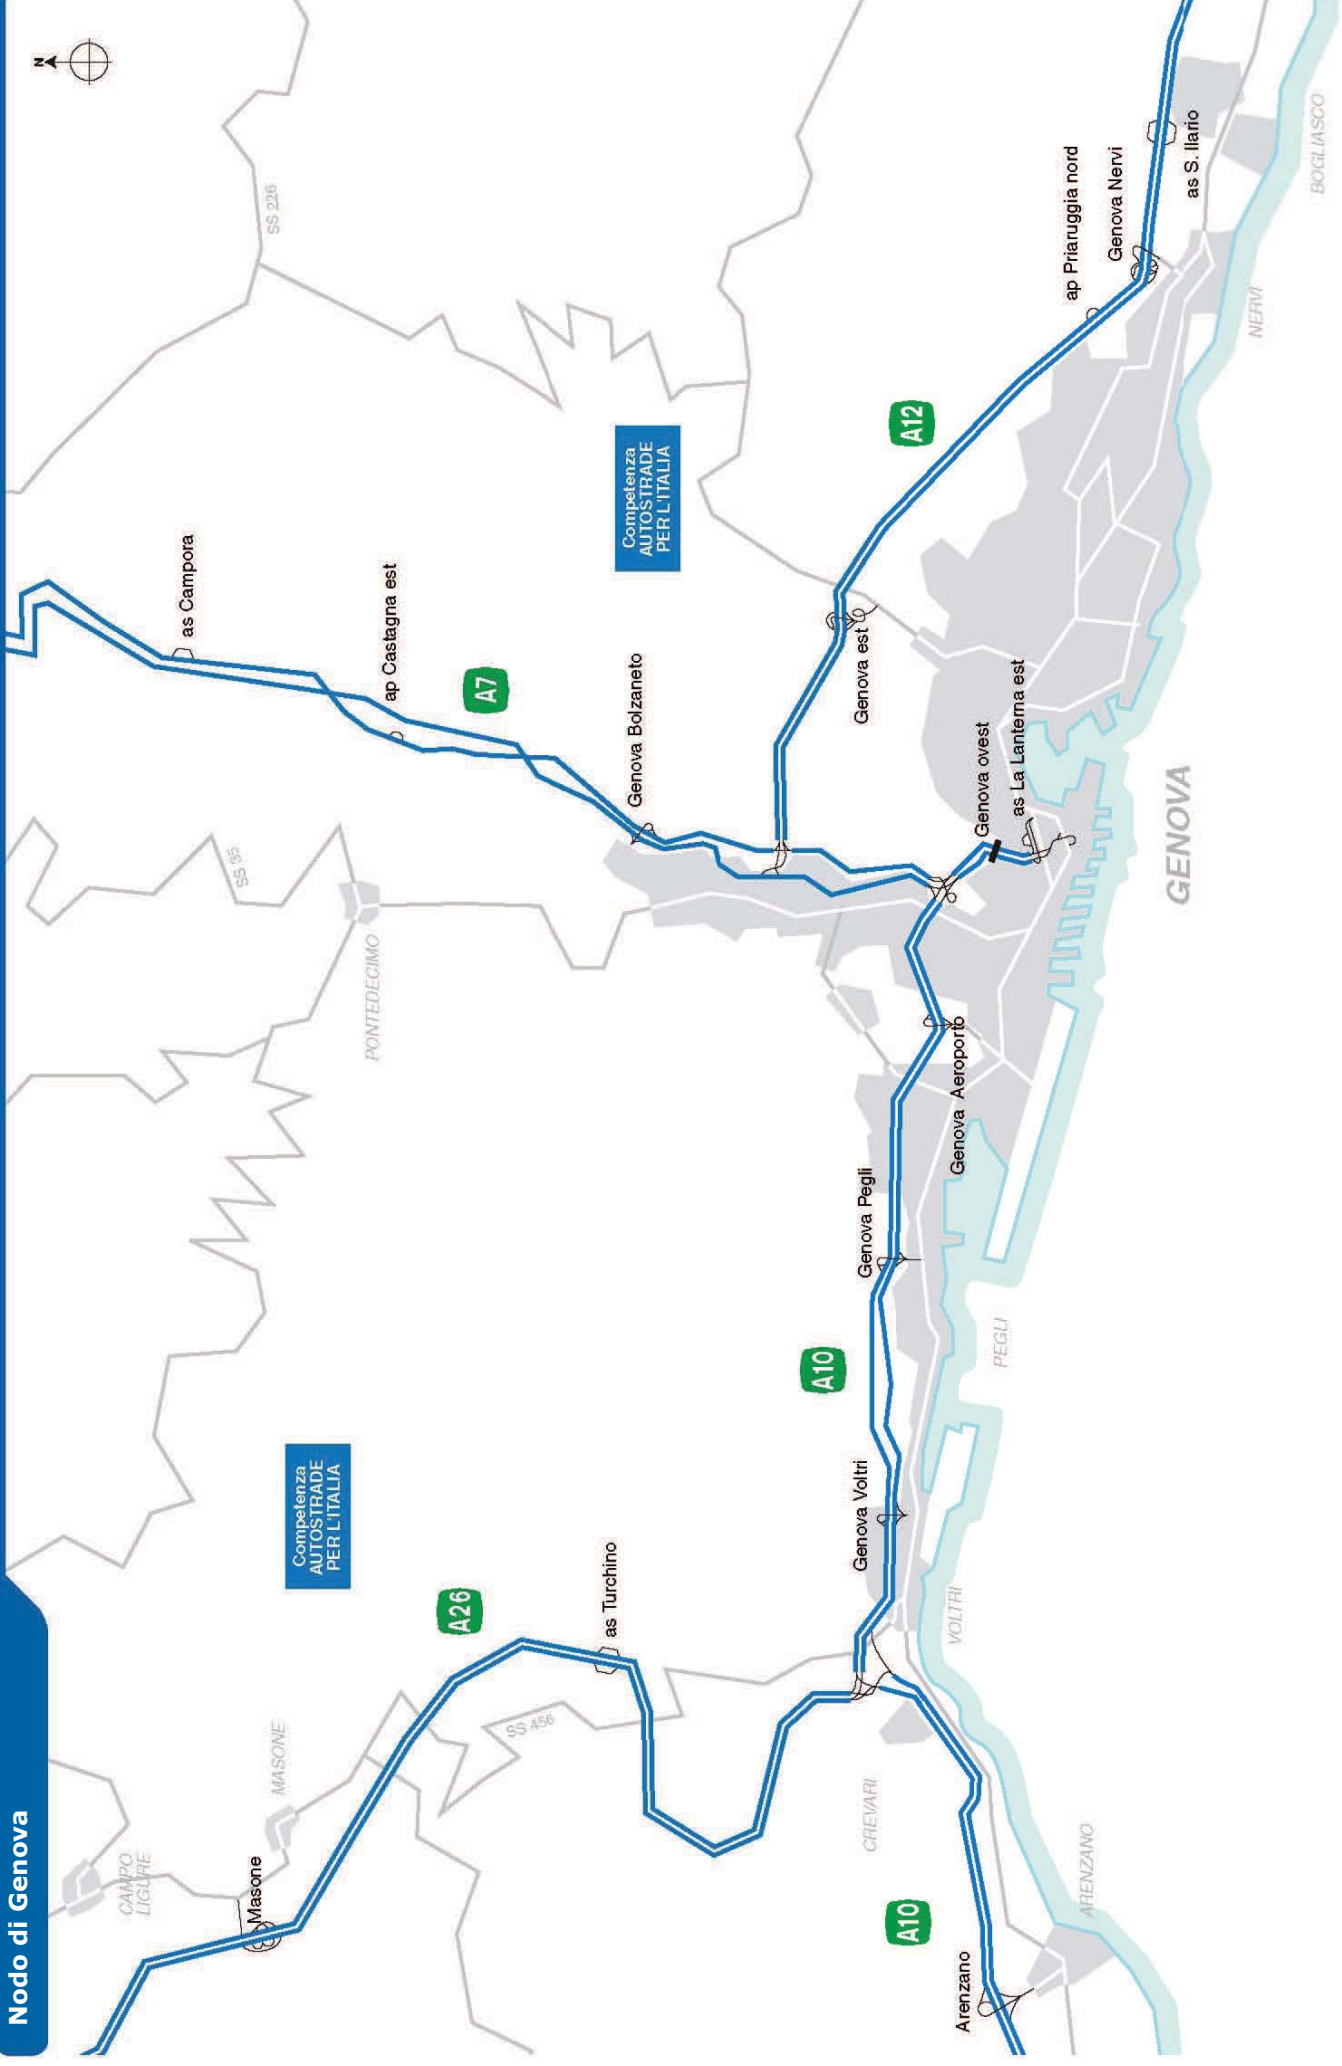 Nodo di Genova
N
CAMPO
LIGURE
Masone
MASONE
SS 456
A26
as Turchino
Competenza
AUTOSTRADE
PER L'ITALIA
PONTEDECIMO
SS 35
as Campora
ap Castagna est
A7
Genova Bolzaneto
SS 226
Competenza
AUTOSTRADE
PER L'ITALIA
A12
ap Priaruggia nord
Genova Nervi
as S. Ilario
Arenzano
A10
CREVARI
ARENZANO
Genova Voltri
VOLTRI
A10
Genova Pegli
PEGLI
Genova Aeroporto
Genova ovest
as La Lanterna est
Genova est
GENOVA
NERVI
BOGLIASCO